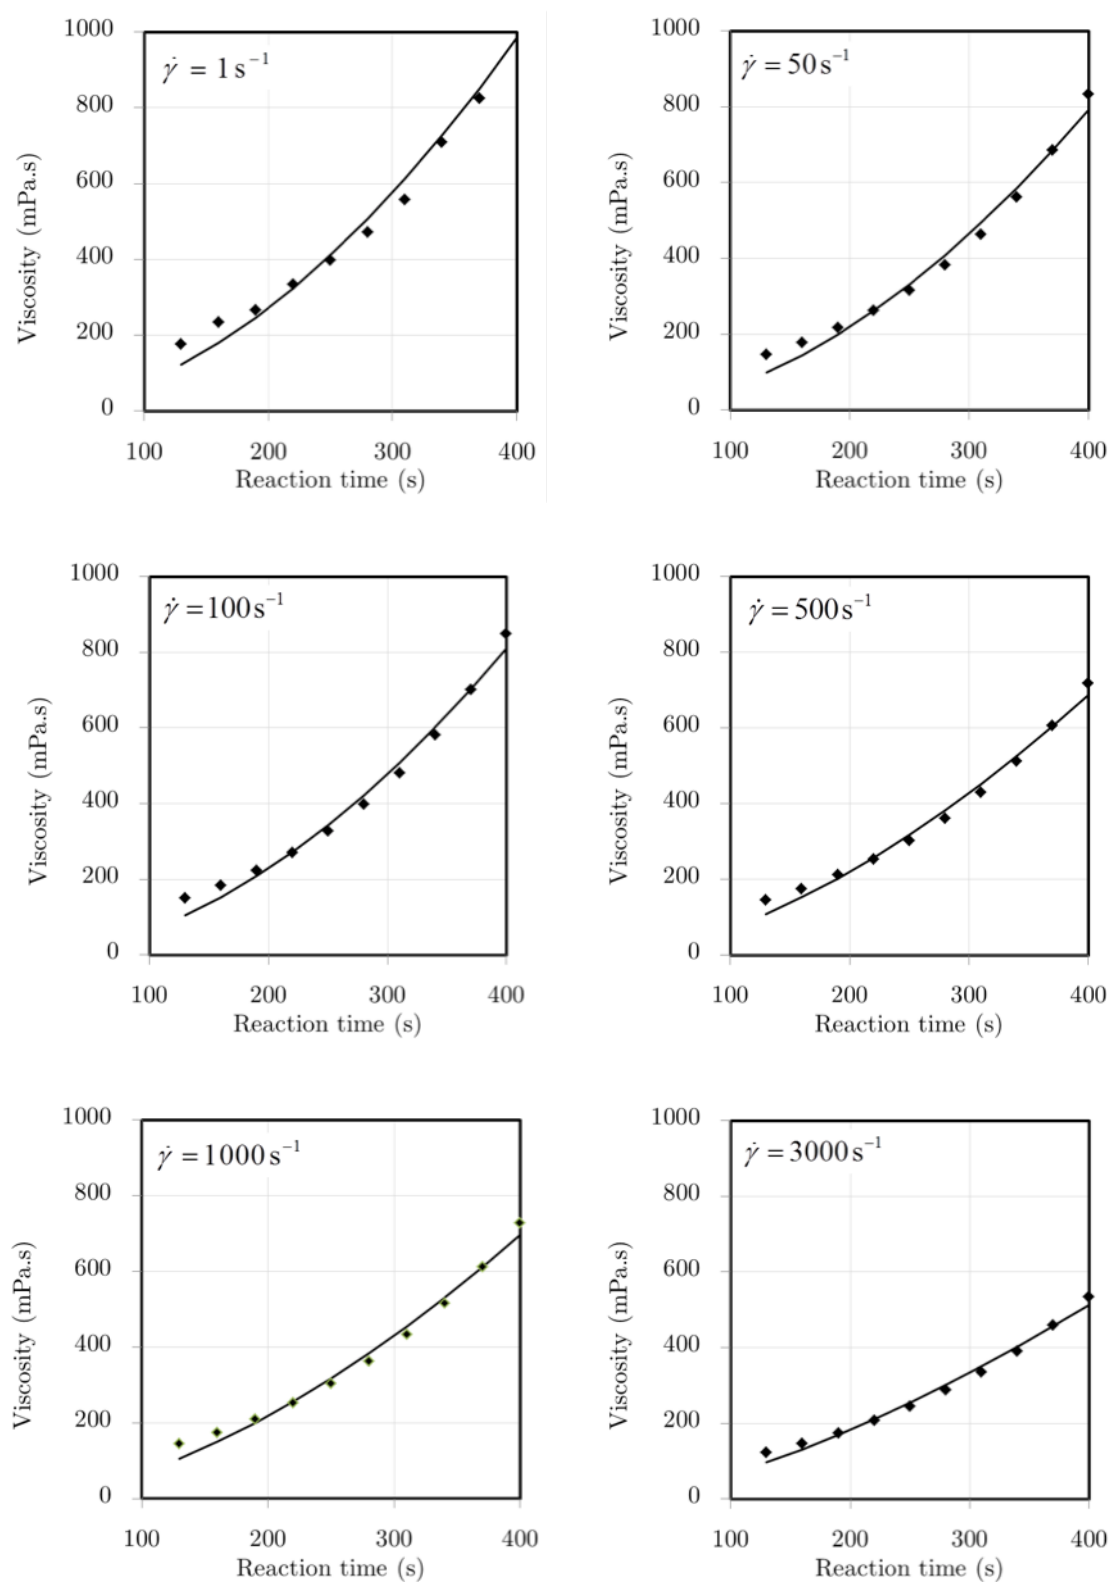 1000
800
600
400
200
0
Viscosity (mPa.s)
γ̇ = 1 s⁻¹
100 200 300 400
Reaction time (s)
1000
800
600
400
200
0
Viscosity (mPa.s)
γ̇ = 50 s⁻¹
100 200 300 400
Reaction time (s)
1000
800
600
400
200
0
Viscosity (mPa.s)
γ̇ = 100 s⁻¹
100 200 300 400
Reaction time (s)
1000
800
600
400
200
0
Viscosity (mPa.s)
γ̇ = 500 s⁻¹
100 200 300 400
Reaction time (s)
1000
800
600
400
200
0
Viscosity (mPa.s)
γ̇ = 1000 s⁻¹
100 200 300 400
Reaction time (s)
1000
800
600
400
200
0
Viscosity (mPa.s)
γ̇ = 3000 s⁻¹
100 200 300 400
Reaction time (s)